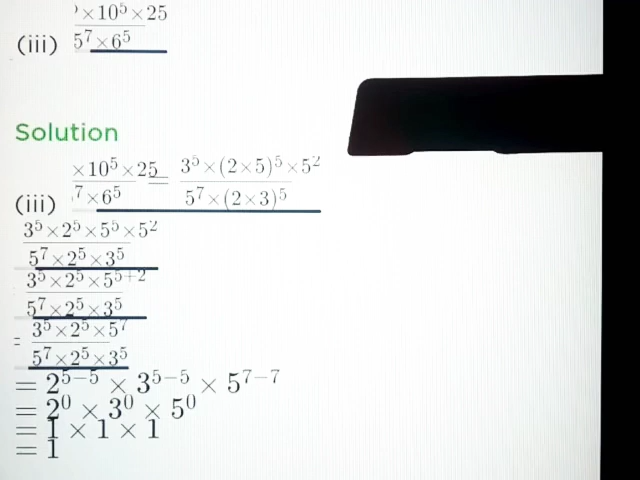 (iii) ×10⁵×25 / 5⁷×6⁵
Solution
(iii) ×10⁵×25 / ⁷×6⁵ = 3⁵×(2×5)⁵×5² / 5⁷×(2×3)⁵
3⁵×2⁵×5⁵×5² / 5⁷×2⁵×3⁵
3⁵×2⁵×5⁵⁺² / 5⁷×2⁵×3⁵
= 3⁵×2⁵×5⁷ / 5⁷×2⁵×3⁵
= 2⁵⁻⁵ × 3⁵⁻⁵ × 5⁷⁻⁷
= 2⁰ × 3⁰ × 5⁰
= 1 × 1 × 1
= 1